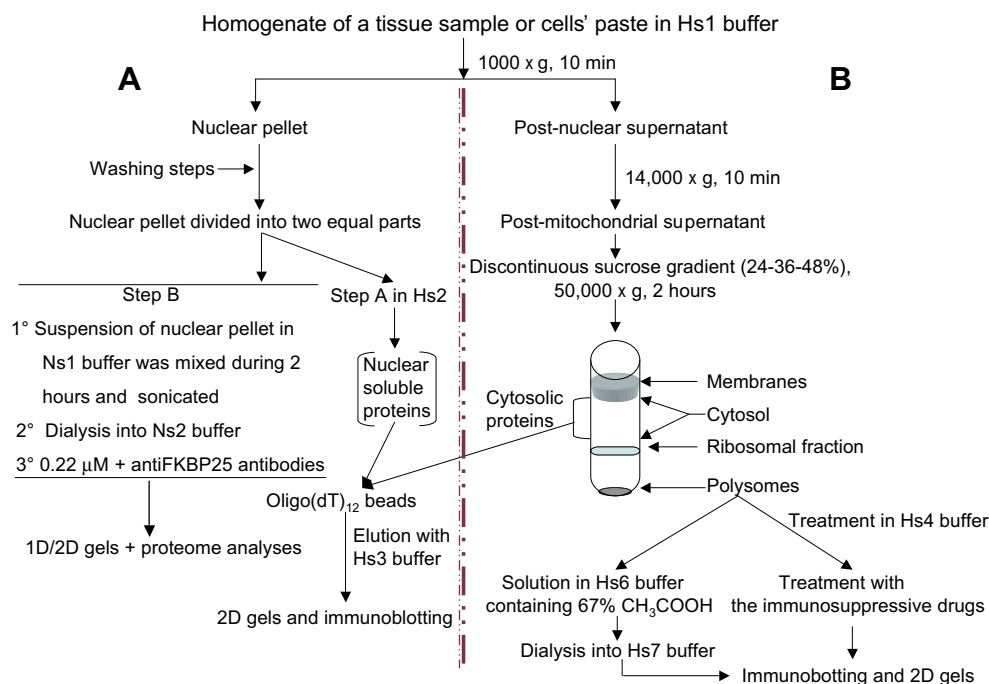 Homogenate of a tissue sample or cells’ paste in Hs1 buffer
1000 x g, 10 min
A
Nuclear pellet
Washing steps
Nuclear pellet divided into two equal parts
Step B
1° Suspension of nuclear pellet in
Ns1 buffer was mixed during 2
hours and sonicated
2° Dialysis into Ns2 buffer
3° 0.22 μM + antiFKBP25 antibodies
1D/2D gels + proteome analyses
Step A in Hs2
Nuclear
soluble
proteins
Oligo(dT)12 beads
Elution with
Hs3 buffer
2D gels and immunoblotting
B
Post-nuclear supernatant
14,000 x g, 10 min
Post-mitochondrial supernatant
Discontinuous sucrose gradient (24-36-48%),
50,000 x g, 2 hours
Cytosolic
proteins
Membranes
Cytosol
Ribosomal fraction
Polysomes
Treatment in Hs4 buffer
Solution in Hs6 buffer
containing 67% CH3COOH
Dialysis into Hs7 buffer
Treatment with
the immunosuppressive drugs
Immunobotting and 2D gels